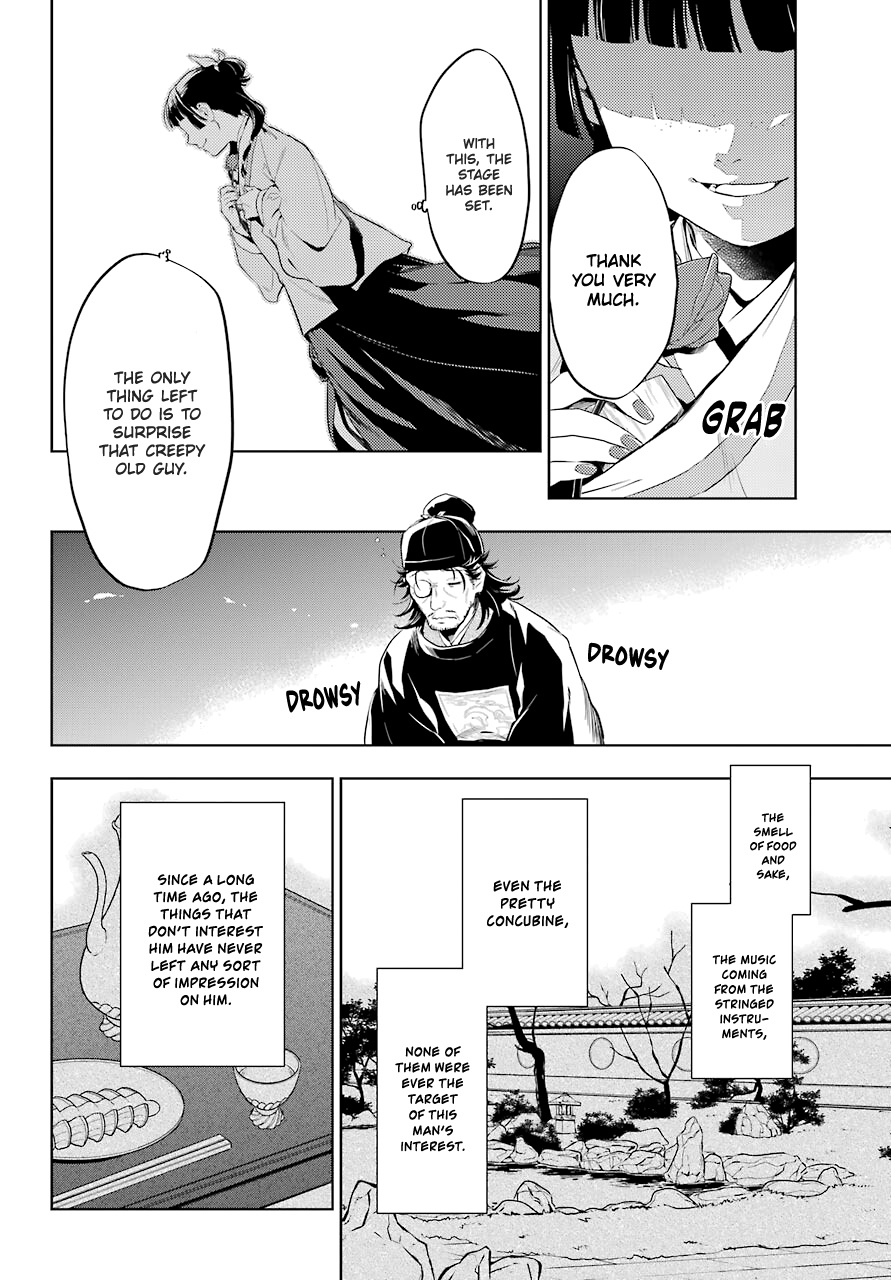 THANK
YOU VERY
MUCH.
GRAB
WITH
THIS, THE
STAGE
HAS BEEN
SET.
THE ONLY
THING LEFT
TO DO IS TO
SURPRISE
THAT CREEPY
OLD GUY.
DROWSY
DROWSY
THE
SMELL
OF FOOD
AND
SAKE,
THE MUSIC
COMING
FROM THE
STRINGED
INSTRU-
MENTS,
EVEN THE
PRETTY
CONCUBINE,
NONE OF
THEM WERE
EVER THE
TARGET
OF THIS
MAN'S
INTEREST.
SINCE A LONG
TIME AGO, THE
THINGS THAT
DON'T INTEREST
HIM HAVE NEVER
LEFT ANY SORT
OF IMPRESSION
ON HIM.